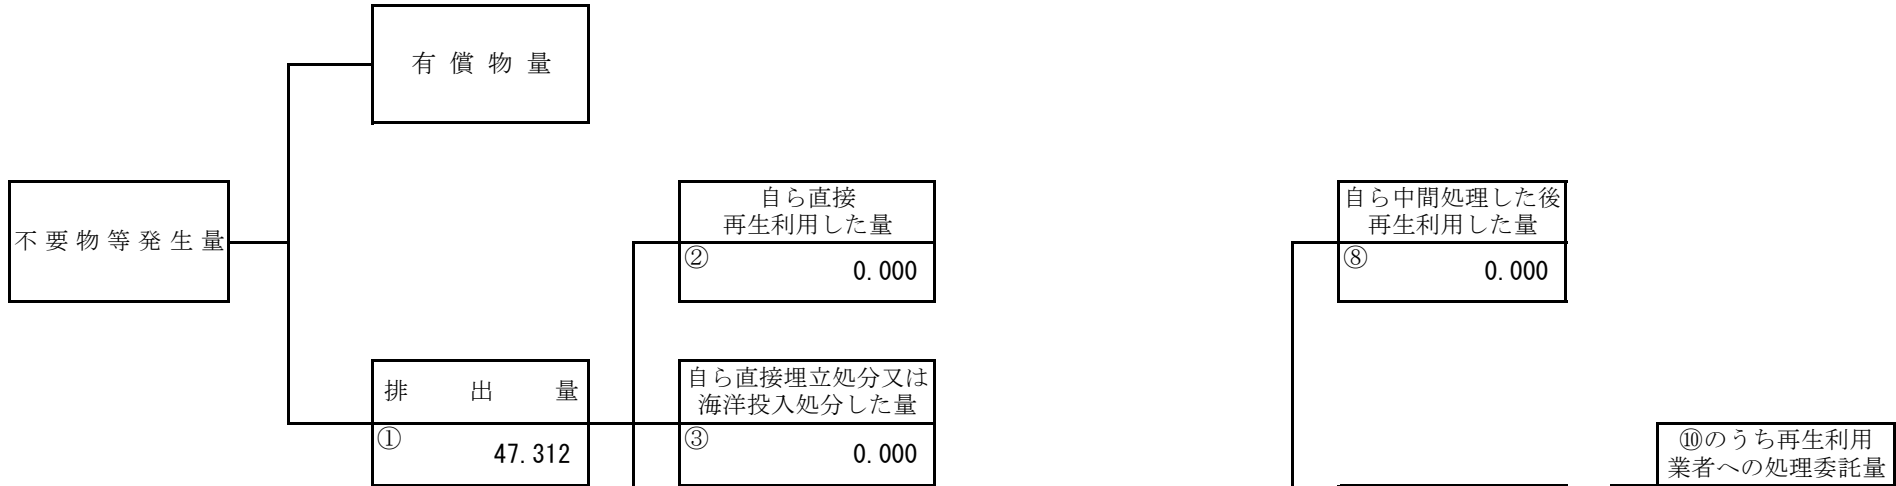 有償物量
不要物等発生量
自ら直接
再生利用した量
② 0.000
自ら中間処理した後
再生利用した量
⑧ 0.000
排出量
① 47.312
自ら直接埋立処分又は
海洋投入処分した量
③ 0.000
⑩のうち再生利用
業者への処理委託量